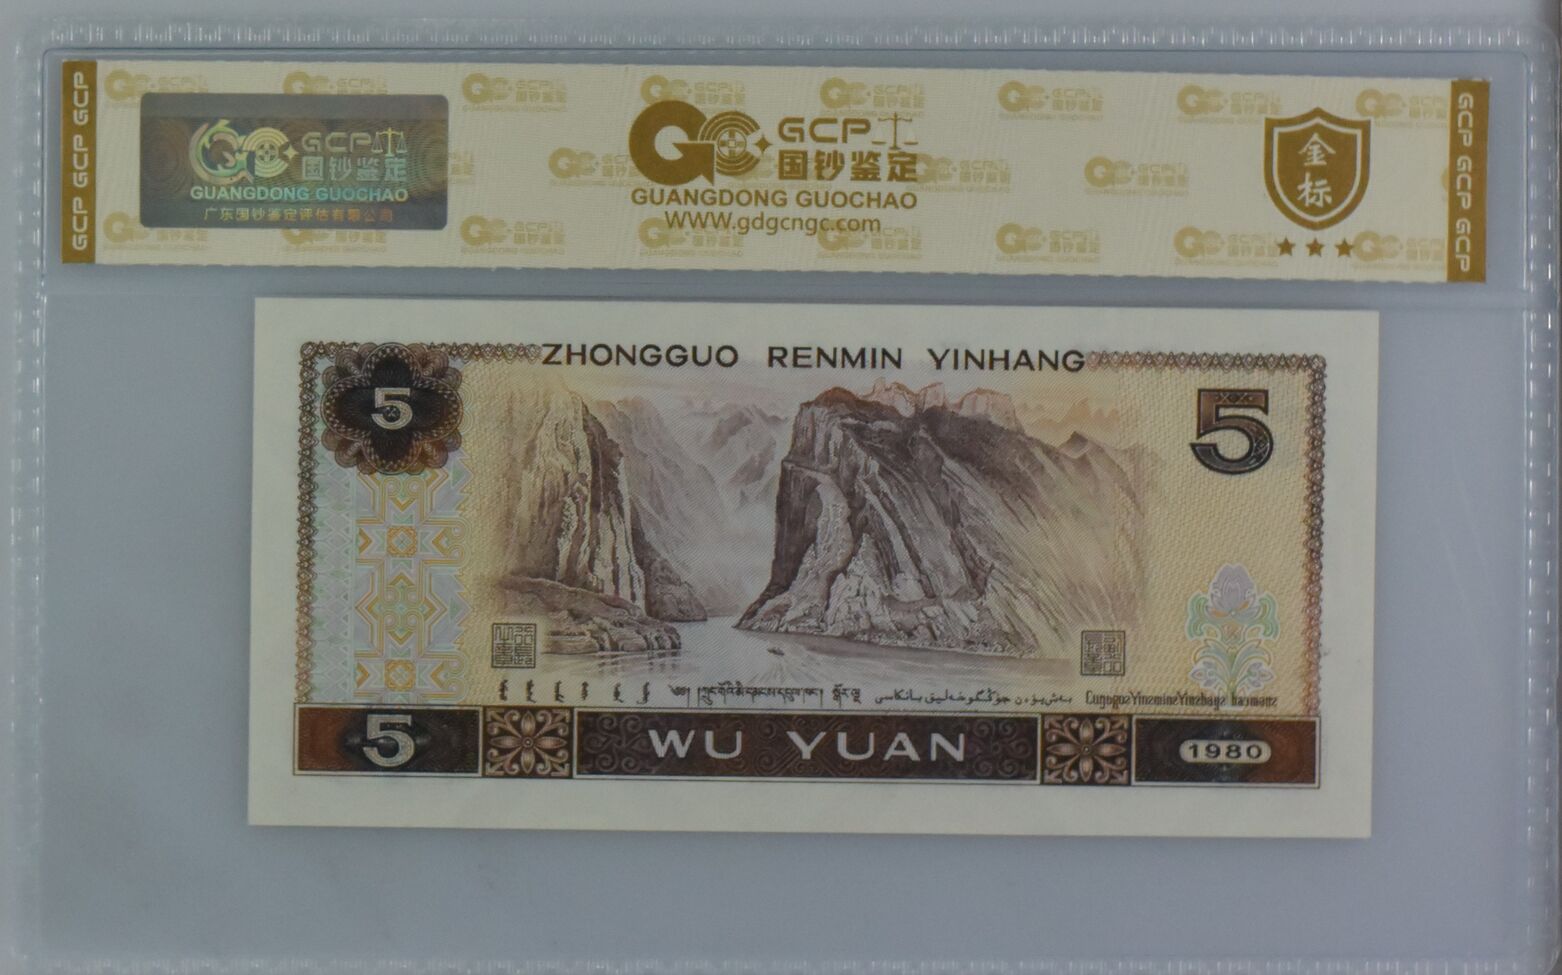 GCP GCP GCP
GCP
国钞鉴定
GUANGDONG GUOCHAO
广东国钞鉴定评估有限公司
GCP
国钞鉴定
GUANGDONG GUOCHAO
WWW.gdgcngc.com
金标
GCP GCP GCP
ZHONGGUO RENMIN YINHANG
5
5
5
WU YUAN
1980